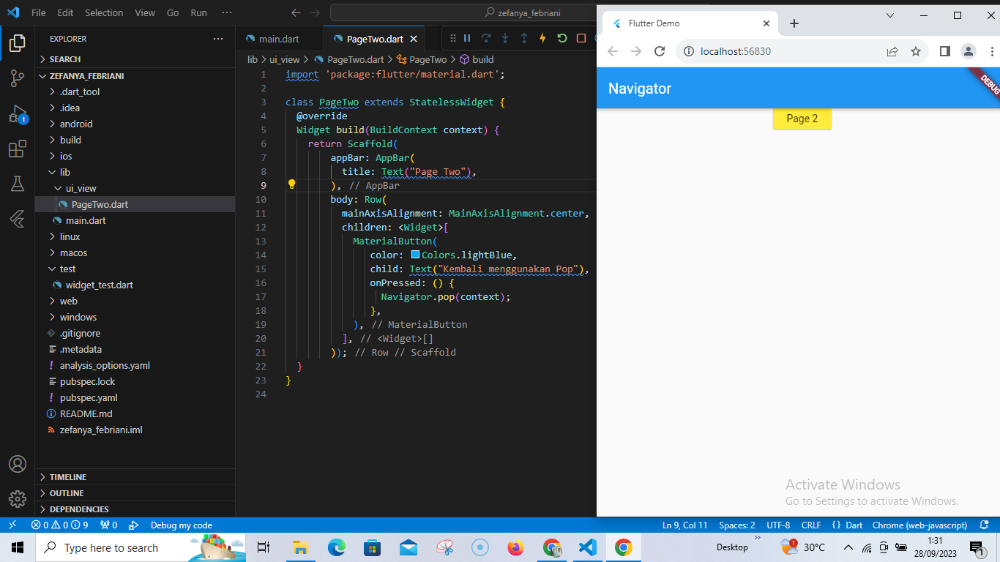 File Edit Selection View Go Run ···
zefanya_febriani
EXPLORER
SEARCH
ZEFANYA_FEBRIANI
.dart_tool
.idea
android
build
ios
lib
ui_view
PageTwo.dart
main.dart
linux
macos
test
widget_test.dart
web
windows
.gitignore
.metadata
analysis_options.yaml
pubspec.lock
pubspec.yaml
README.md
zefanya_febriani.iml
TIMELINE
OUTLINE
DEPENDENCIES
1
main.dart PageTwo.dart
lib > ui_view > PageTwo.dart > PageTwo > build
1 import 'package:flutter/material.dart';
2
3 class PageTwo extends StatelessWidget {
4 @override
5 Widget build(BuildContext context) {
6 return Scaffold(
7 appBar: AppBar(
8 title: Text("Page Two"),
9 ), // AppBar
10 body: Row(
11 mainAxisAlignment: MainAxisAlignment.center,
12 children: <Widget>[
13 MaterialButton(
14 color: Colors.lightBlue,
15 child: Text("Kembali menggunakan Pop"),
16 onPressed: () {
17 Navigator.pop(context);
18 },
19 ), // MaterialButton
20 ], // <Widget>[]
21 )); // Row // Scaffold
22 }
23 }
24
Flutter Demo
localhost:56830
Navigator
DEBUG
Page 2
Activate Windows
Go to Settings to activate Windows.
0 0 9 0 Debug my code Ln 9, Col 11 Spaces: 2 UTF-8 CRLF {} Dart Chrome (web-javascript)
Type here to search
Desktop
1
30°C
1:31
28/09/2023
1